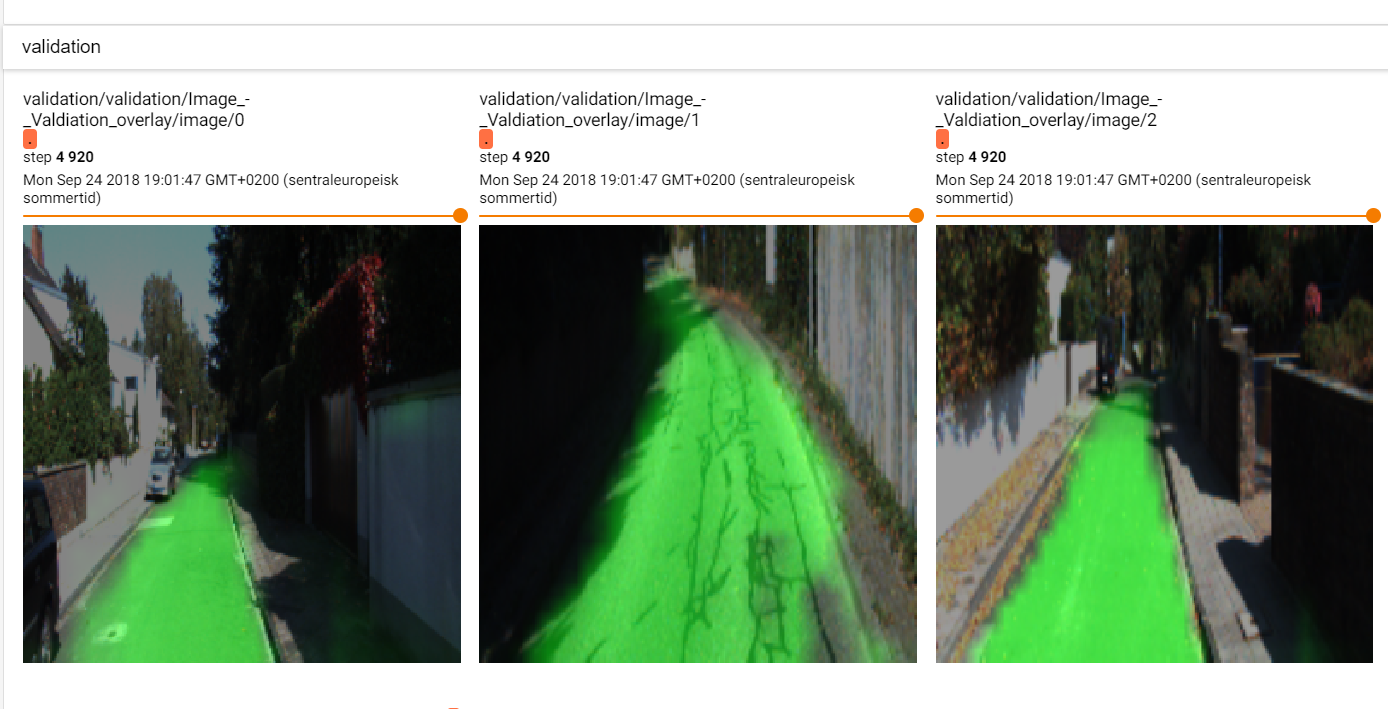 validation
validation/validation/Image_-
_Valdiation_overlay/image/0
.
step 4 920
Mon Sep 24 2018 19:01:47 GMT+0200 (sentraleuropeisk
sommertid)
validation/validation/Image_-
_Valdiation_overlay/image/1
.
step 4 920
Mon Sep 24 2018 19:01:47 GMT+0200 (sentraleuropeisk
sommertid)
validation/validation/Image_-
_Valdiation_overlay/image/2
.
step 4 920
Mon Sep 24 2018 19:01:47 GMT+0200 (sentraleuropeisk
sommertid)